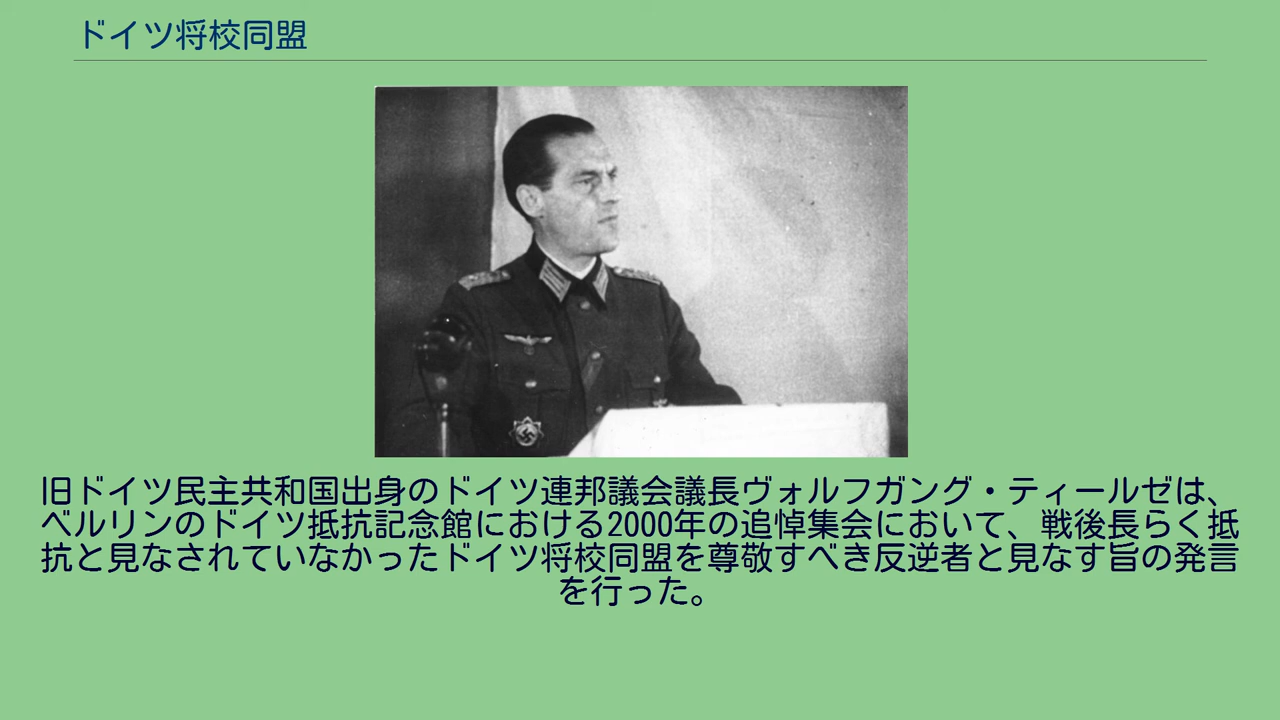 ドイツ将校同盟
旧ドイツ民主共和国出身のドイツ連邦議会議長ヴォルフガング・ティールゼは、
ベルリンのドイツ抵抗記念館における2000年の追悼集会において、戦後長らく抵
抗と見なされていなかったドイツ将校同盟を尊敬すべき反逆者と見なす旨の発言
を行った。